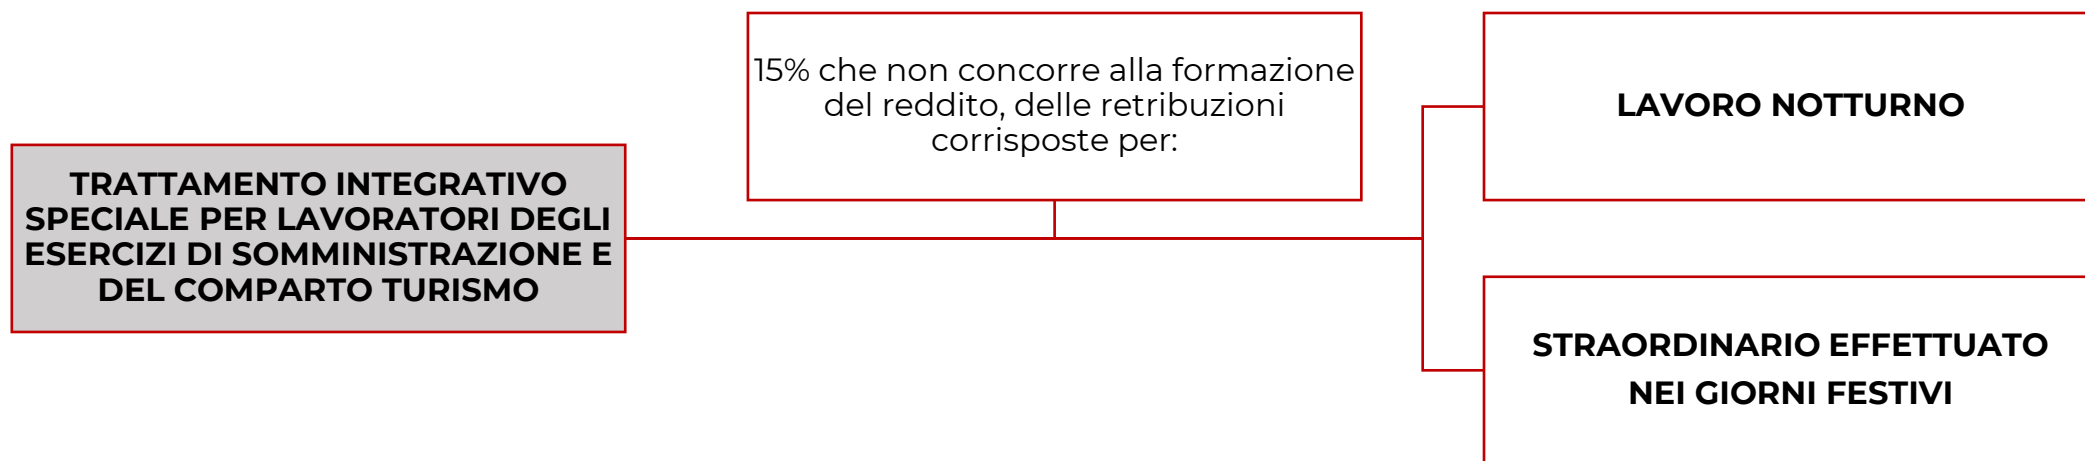 TRATTAMENTO INTEGRATIVO
SPECIALE PER LAVORATORI DEGLI
ESERCIZI DI SOMMINISTRAZIONE E
DEL COMPARTO TURISMO
15% che non concorre alla formazione
del reddito, delle retribuzioni
corrisposte per:
LAVORO NOTTURNO
STRAORDINARIO EFFETTUATO
NEI GIORNI FESTIVI